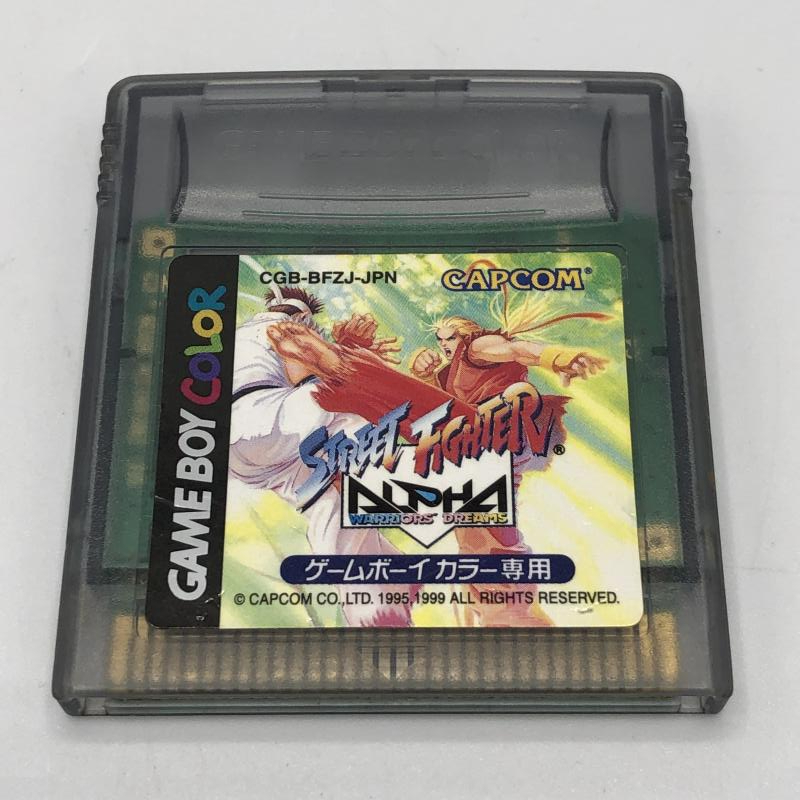 CGB-BFZJ-JPN
CAPCOM®
GAME BOY COLOR
STREET FIGHTER®
ALPHA
WARRIORS' DREAMS
ゲームボーイカラー専用
© CAPCOM CO.,LTD. 1995,1999 ALL RIGHTS RESERVED.